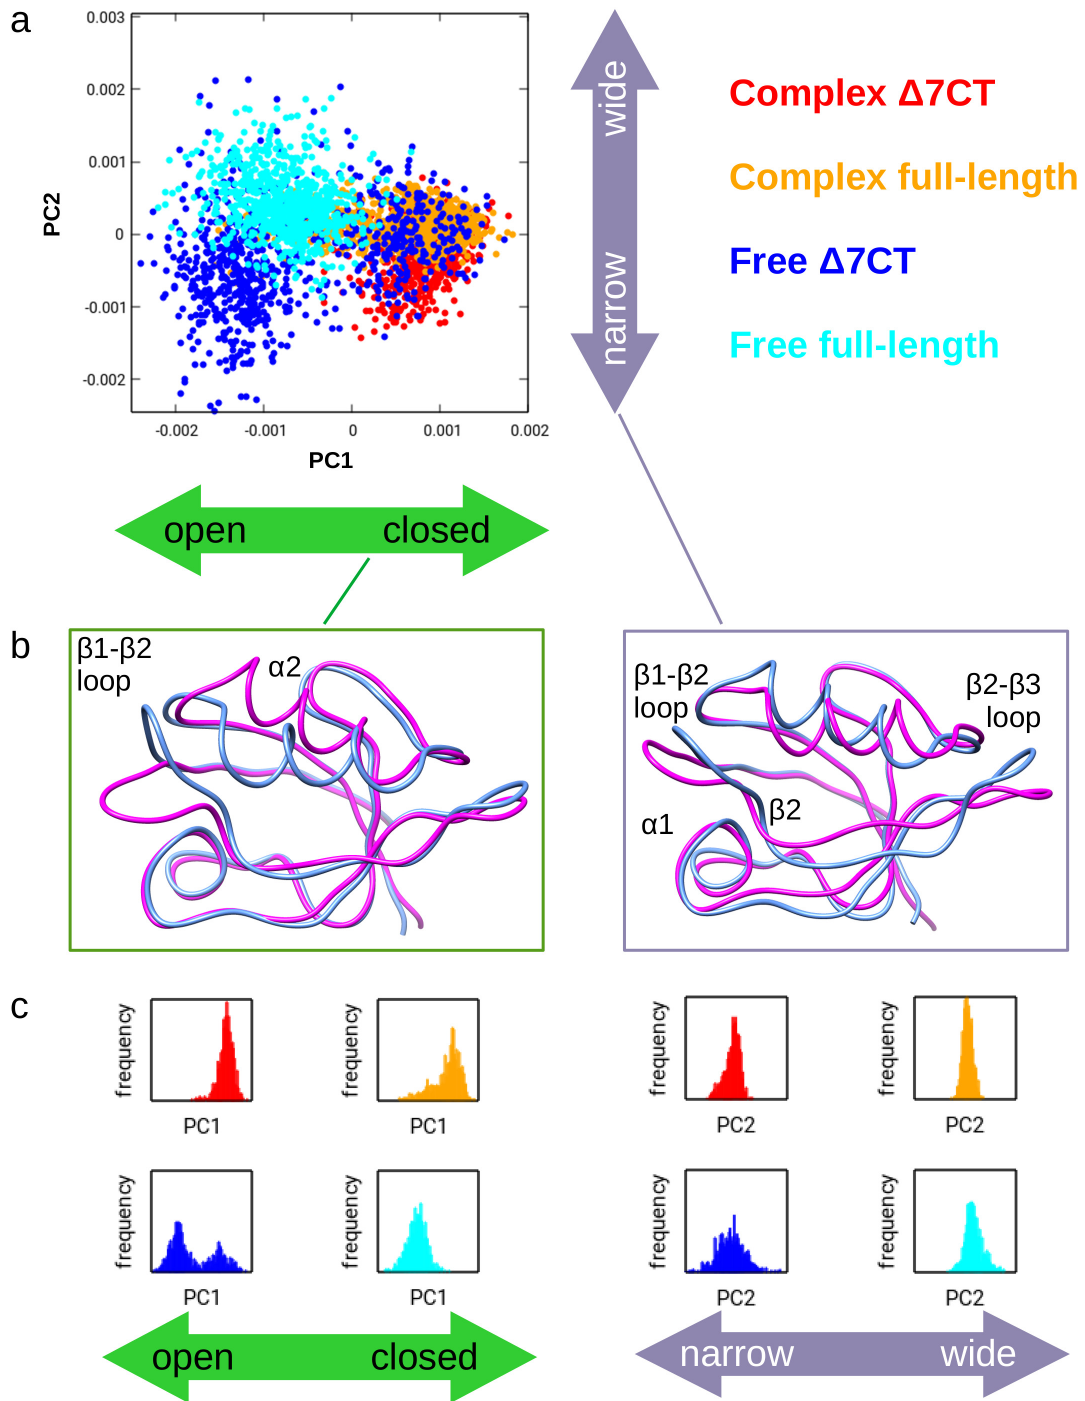 a
0.003
0.002
0.001
0
-0.001
-0.002
PC2
-0.002
-0.001
0
0.001
0.002
PC1
wide
narrow
Complex Δ7CT
Complex full-length
Free Δ7CT
Free full-length
open
closed
b
β1-β2
loop
α2
β1-β2
loop
β2-β3
loop
α1
β2
c
frequency
PC1
frequency
PC1
frequency
PC2
frequency
PC2
frequency
PC1
frequency
PC1
frequency
PC2
frequency
PC2
open
closed
narrow
wide